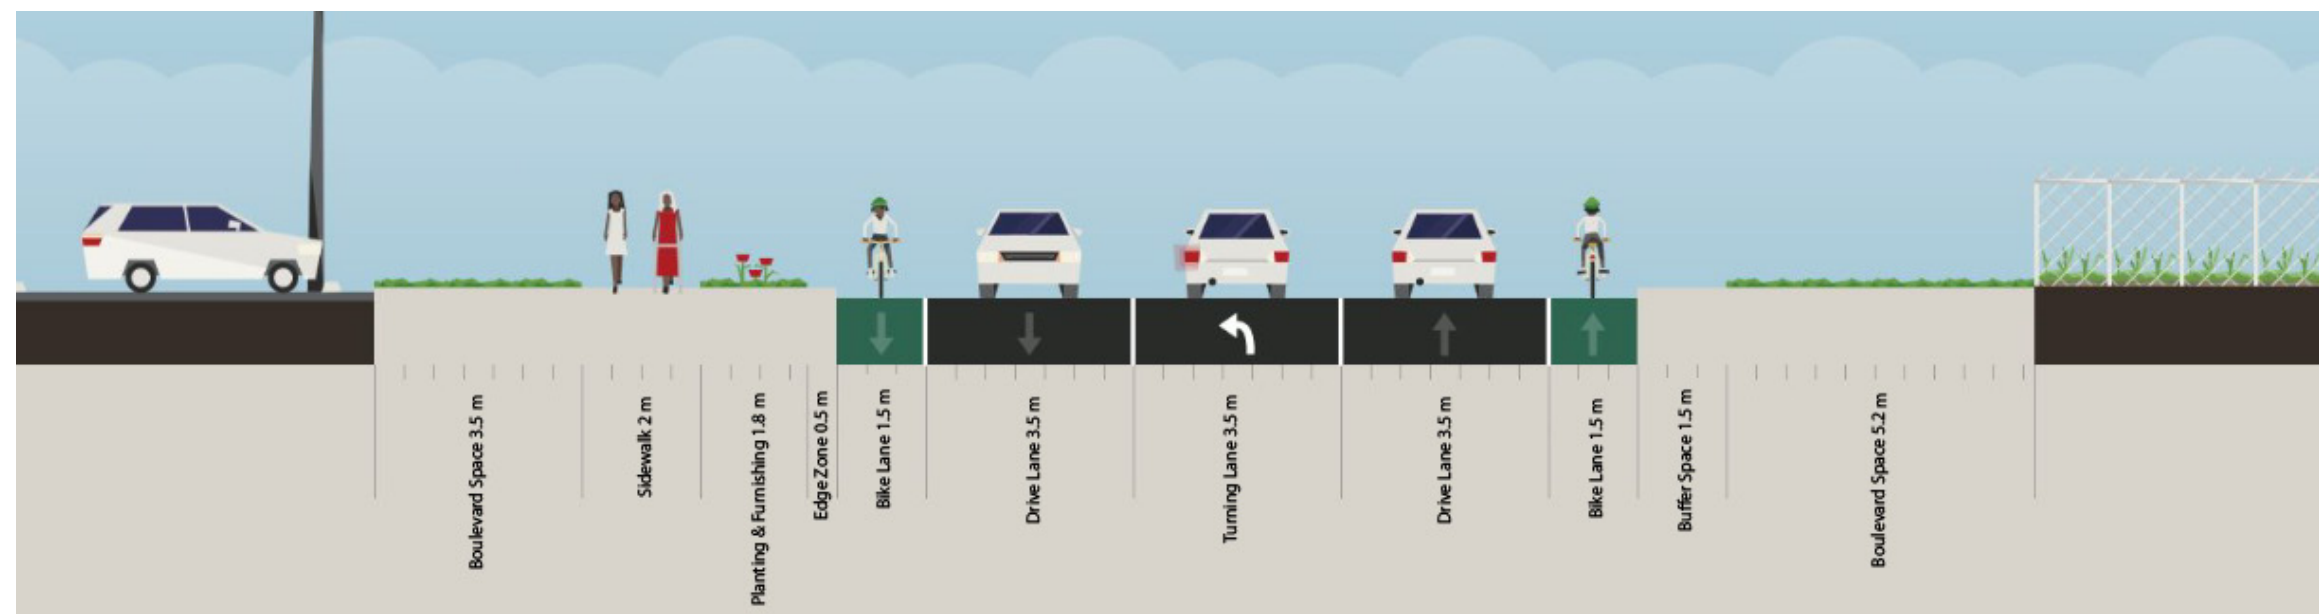 Boulevard Space 3.5 m
Sidewalk 2 m
Planting & Furnishing 1.8 m
Edge Zone 0.5 m
Bike Lane 1.5 m
Drive Lane 3.5 m
Turning Lane 3.5 m
Drive Lane 3.5 m
Bike Lane 1.5 m
Buffer Space 1.5 m
Boulevard Space 5.2 m